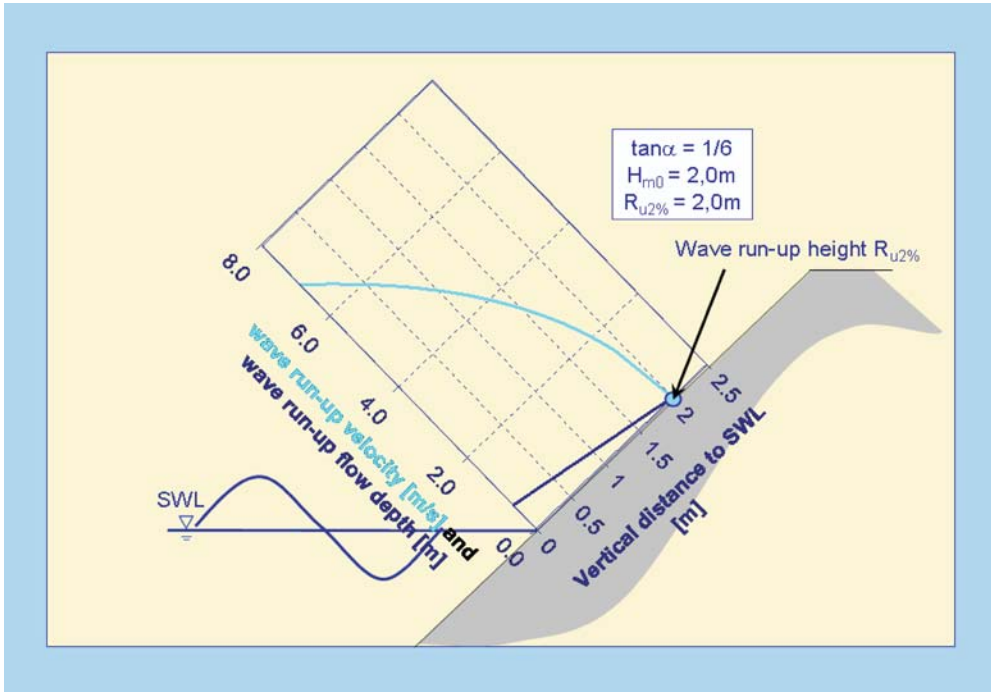 tanα = 1/6
Hm0 = 2,0m
Ru2% = 2,0m
Wave run-up height Ru2%
8.0
6.0
4.0
2.0
0.0
wave run-up velocity [m/s] and
wave run-up flow depth [m]
SWL
0
0.5
1
1.5
2
2.5
Vertical distance to SWL
[m]